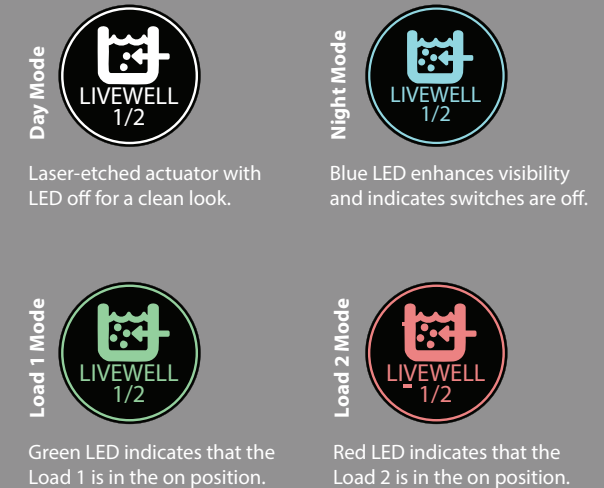 Day Mode
LIVEWELL
1/2
Laser-etched actuator with
LED off for a clean look.
Night Mode
LIVEWELL
1/2
Blue LED enhances visibility
and indicates switches are off.
Load 1 Mode
LIVEWELL
1/2
Green LED indicates that the
Load 1 is in the on position.
Load 2 Mode
LIVEWELL
1/2
Red LED indicates that the
Load 2 is in the on position.